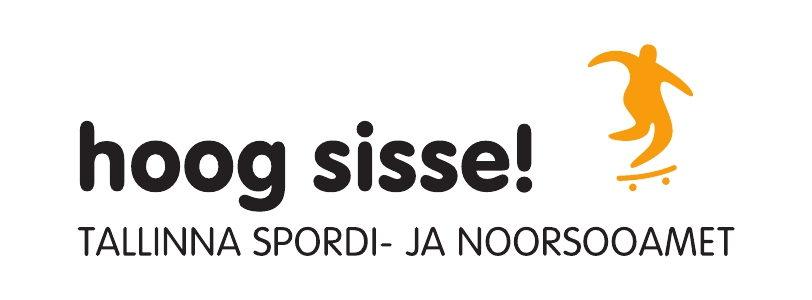 hoog sisse!
TALLINNA SPORDI- JA NOORSOOAMET